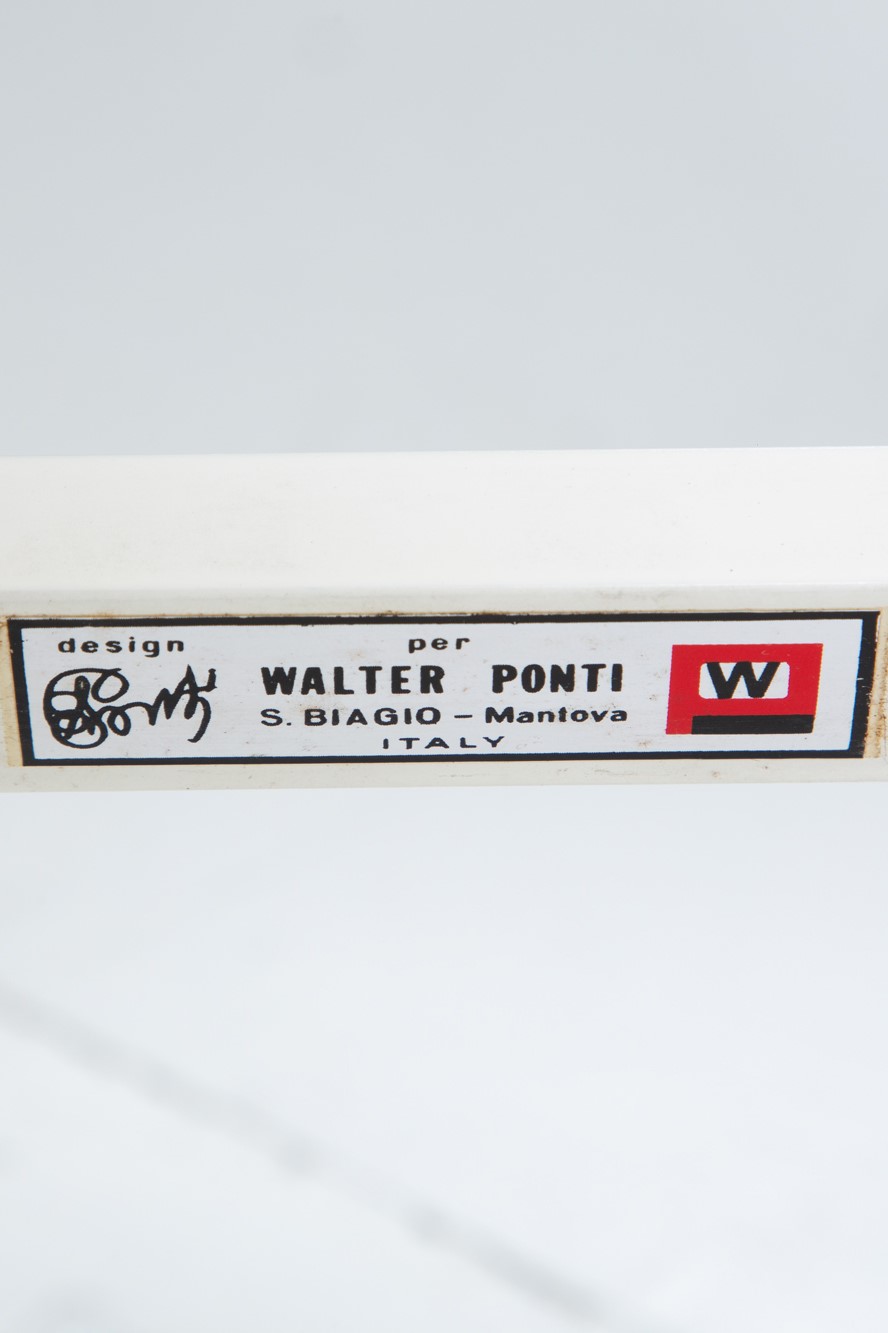 design per
WALTER PONTI
S. BIAGIO – Mantova
ITALY
W